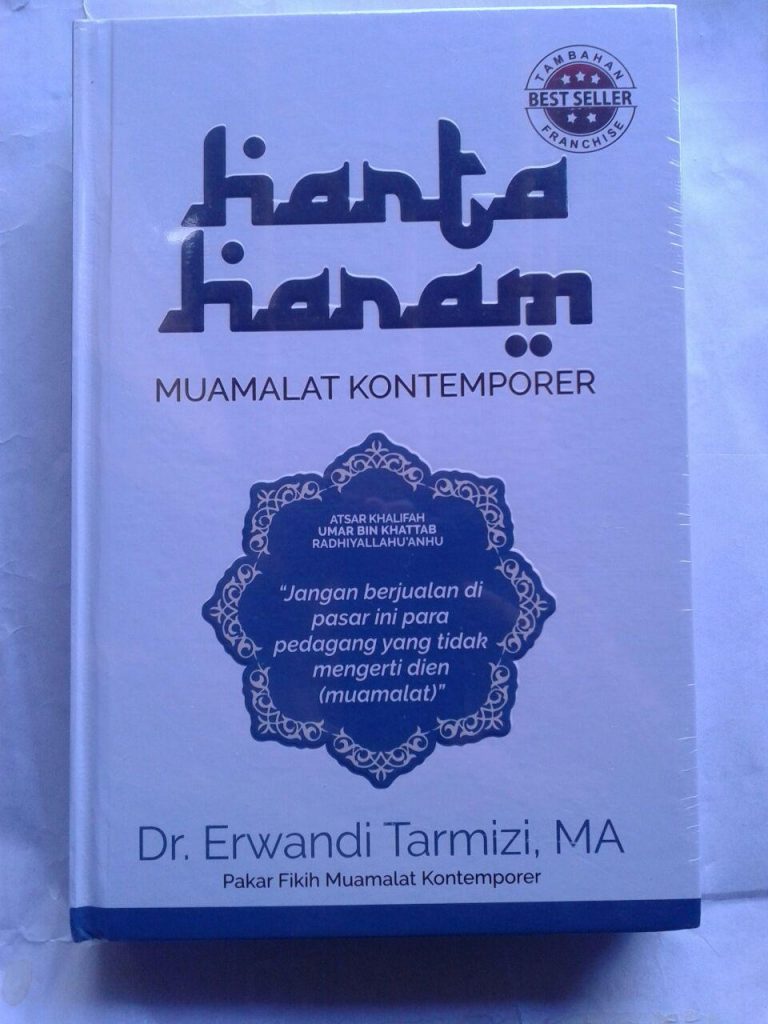 TAMBAHAN
BEST SELLER
FRANCHISE
harta
haram
MUAMALAT KONTEMPORER
ATSAR KHALIFAH
UMAR BIN KHATTAB
RADHIYALLAHU'ANHU
"Jangan berjualan di
pasar ini para
pedagang yang tidak
mengerti dien
(muamalat)"
Dr. Erwandi Tarmizi, MA
Pakar Fikih Muamalat Kontemporer